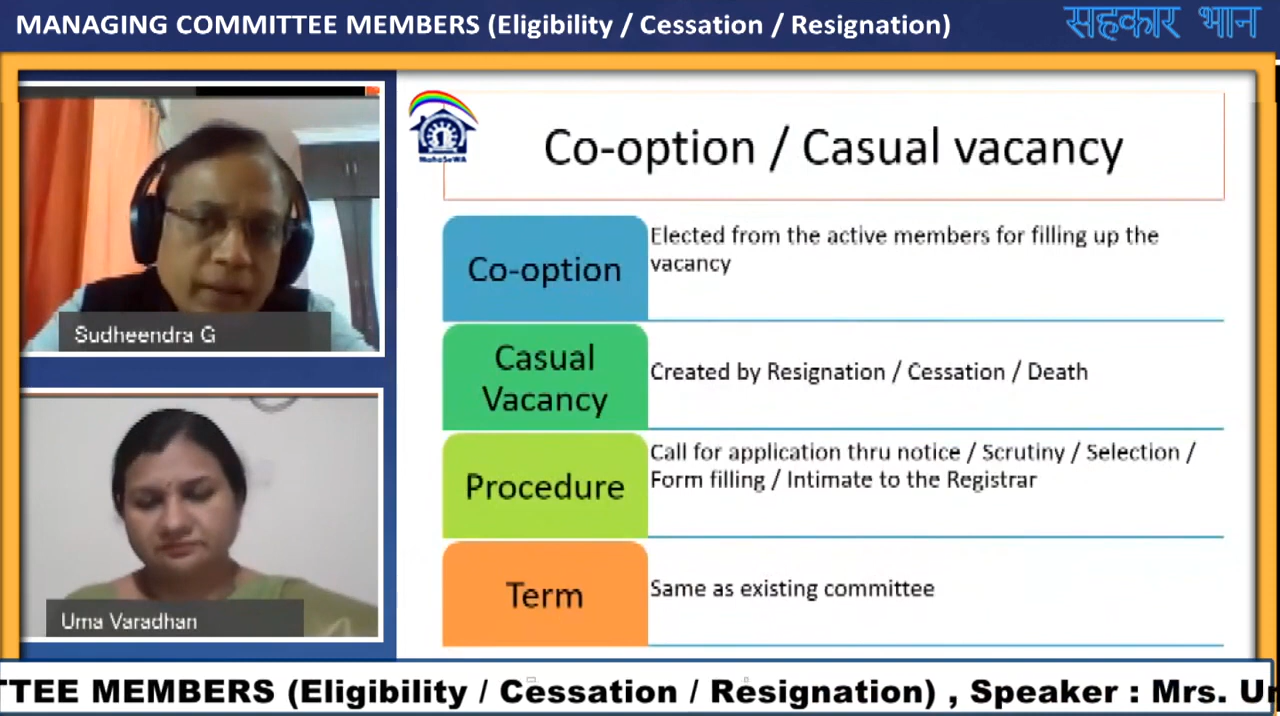 MANAGING COMMITTEE MEMBERS (Eligibility / Cessation / Resignation)
सहकार भान
MahaSeWA
Co-option / Casual vacancy
Sudheendra G
Uma Varadhan
Co-option
Elected from the active members for filling up the
vacancy
Casual
Vacancy
Created by Resignation / Cessation / Death
Procedure
Call for application thru notice / Scrutiny / Selection /
Form filling / Intimate to the Registrar
Term
Same as existing committee
TTEE MEMBERS (Eligibility / Cessation / Resignation) , Speaker : Mrs. Um